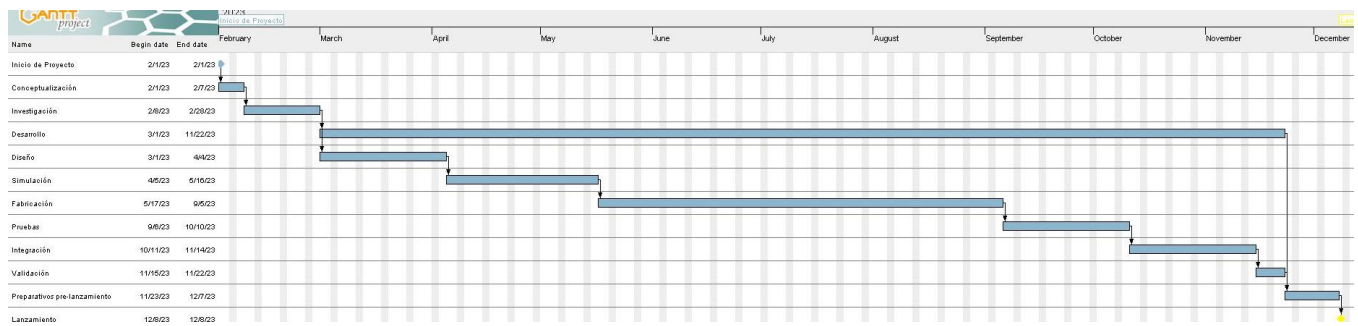 GANTT
project
2023
Inicio de Proyecto
Name Begin date End date
February March April May June July August September October November December
Inicio de Proyecto 2/1/23 2/1/23
Conceptualización 2/1/23 2/7/23
Investigación 2/8/23 2/28/23
Desarrollo 3/1/23 11/22/23
Diseño 3/1/23 4/4/23
Simulación 4/5/23 5/16/23
Fabricación 5/17/23 9/5/23
Pruebas 9/6/23 10/10/23
Integración 10/11/23 11/14/23
Validación 11/15/23 11/22/23
Preparativos pre-lanzamiento 11/23/23 12/7/23
Lanzamiento 12/8/23 12/8/23